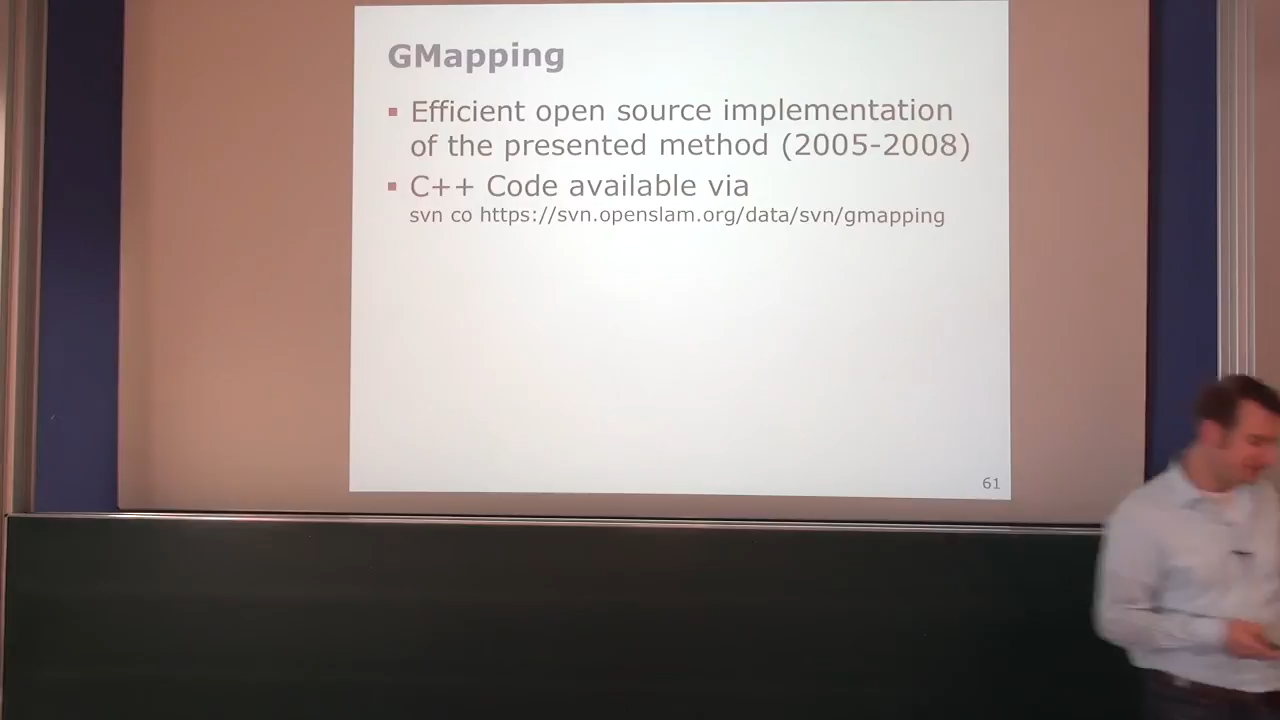 GMapping
▪ Efficient open source implementation
of the presented method (2005-2008)
▪ C++ Code available via
svn co https://svn.openslam.org/data/svn/gmapping
61